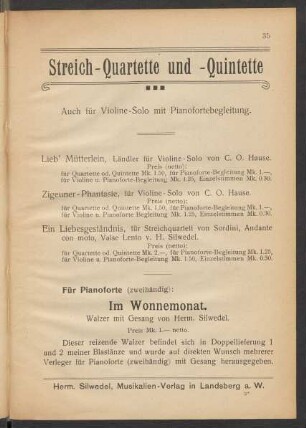 35
Streich-Quartette und -Quintette
Auch für Violine-Solo mit Pianofortebegleitung.
Lieb' Mütterlein, Ländler für Violine-Solo von C. O. Hause.
Preis (netto):
für Quartette od. Quintette Mk. 1.50, für Pianoforte-Begleitung Mk. 1.—,
für Violine u. Pianoforte-Begleitung Mk. 1.25, Einzelstimmen Mk. 0.30.
Zigeuner-Phantasie, für Violine-Solo von C. O. Hause.
Preis (netto):
für Quartette od. Quintette Mk. 1.50, für Pianoforte-Begleitung Mk. 1.—,
für Violine u. Pianoforte-Begleitung Mk. 1.25, Einzelstimmen Mk. 0.30.
Ein Liebesgeständnis, für Streichquartett von Sordissi, Andante
con moto, Valse Lento v. H. Silwedel.
Preis (netto):
für Quartette od. Quintette Mk. 2.—, für Pianoforte-Begleitung Mk. 1.20,
für Violine u. Pianoforte-Begleitung Mk. 1.50, Einzelstimmen Mk. 0.50.
Für Pianoforte (zweihändig):
Im Wonnemonat.
Walzer mit Gesang von Herm. Silwedel.
Preis Mk. 1.— netto.
Dieser reizende Walzer befindet sich in Doppellieferung 1
und 2 meiner Blastänze und wurde auf direkten Wunsch mehrerer
Verleger für Pianoforte (zweihändig) mit Gesang herausgegeben.
Herm. Silwedel, Musikalien-Verlag in Landsberg a. W.